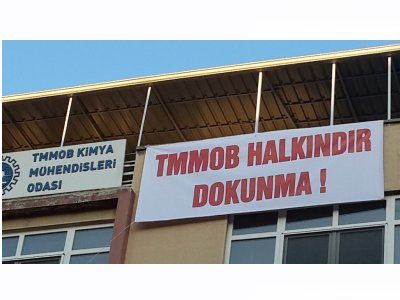 TMMOB KİMYA
MÜHENDİSLERİ
ODASI
TMMOB HALKINDIR
DOKUNMA !